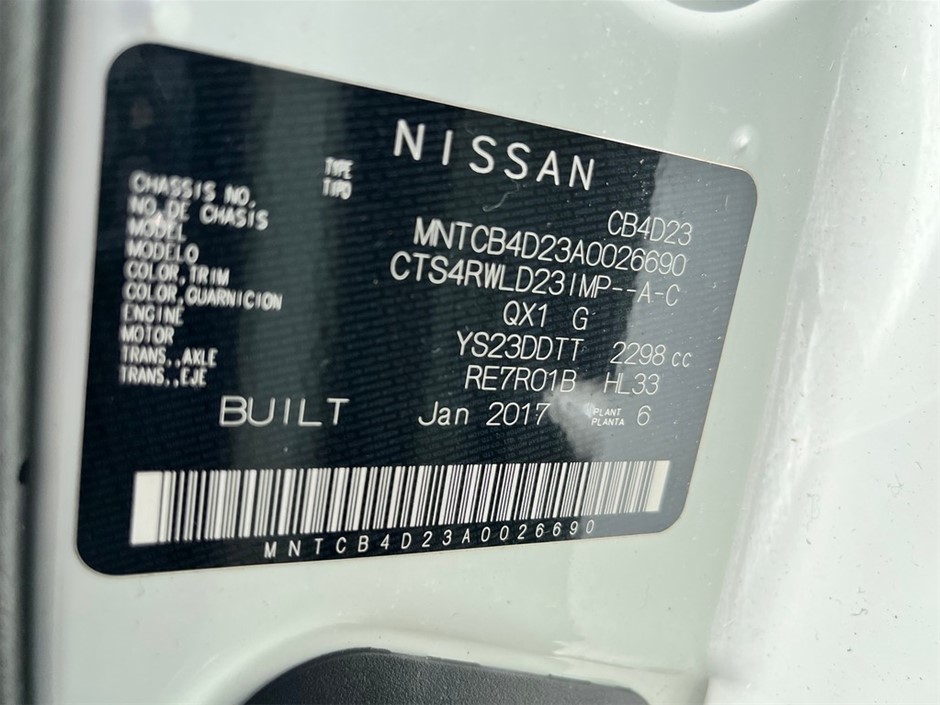 NISSAN
TYPE CB4D23
TIPO
CHASSIS NO. MNTCB4D23A0026690
NO.DE CHASIS
MODEL CTS4RWLD23IMP--A-C
MODELO
COLOR,TRIM QX1 G
COLOR,GUARNICION
ENGINE YS23DDTT 2298 cc
MOTOR
TRANS.,AXLE RE7R01B HL33
TRANS.,EJE
BUILT Jan 2017 PLANT 6
PLANTA
MNTCB4D23A0026690